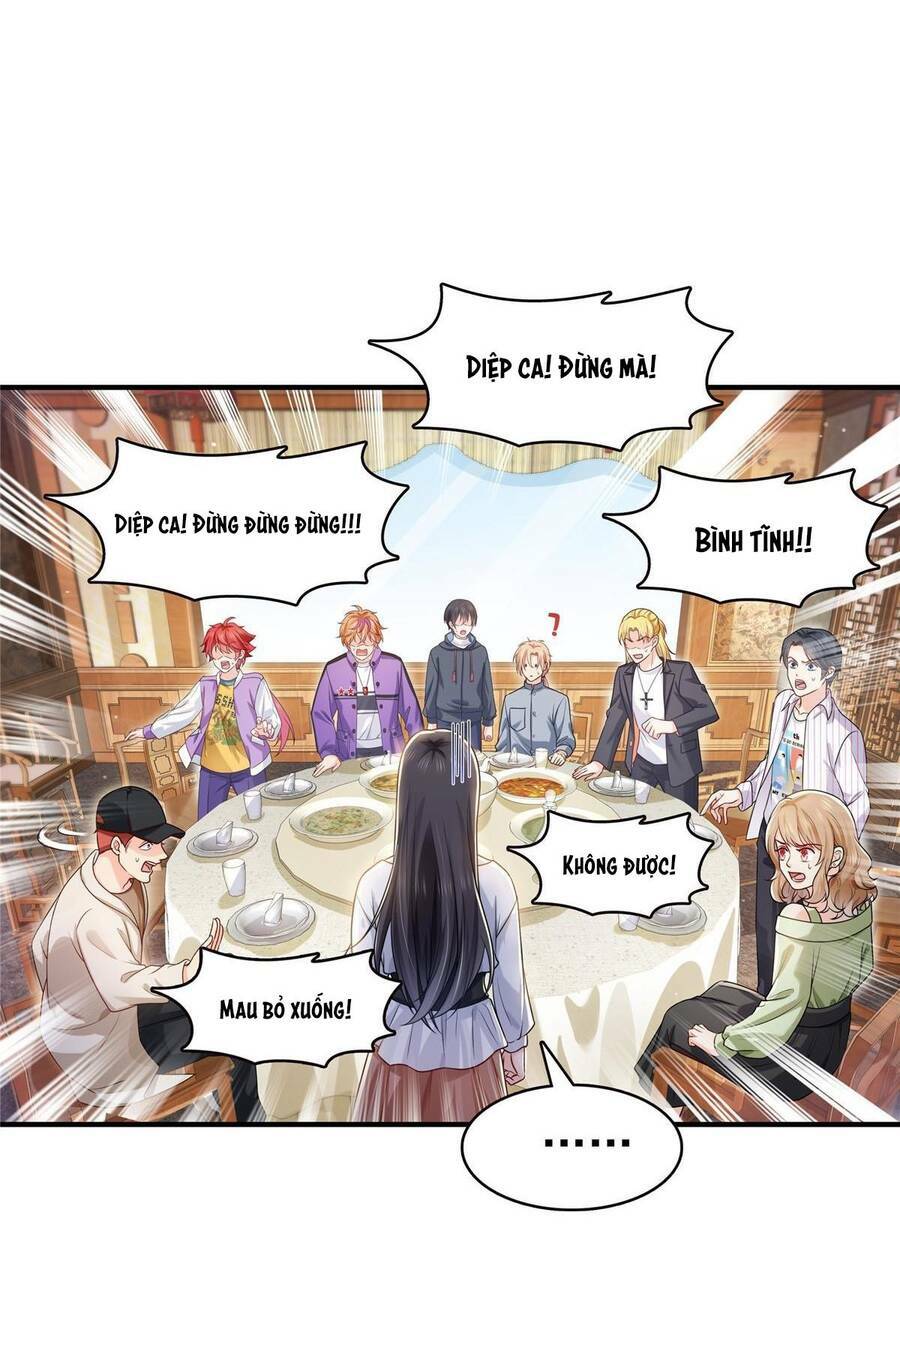 DIỆP CA! ĐỪNG MÀ!
DIỆP CA! ĐỪNG ĐỪNG ĐỪNG!!!
BÌNH TĨNH!!
?
KHÔNG ĐƯỢC!
MAU BỎ XUỐNG!
......